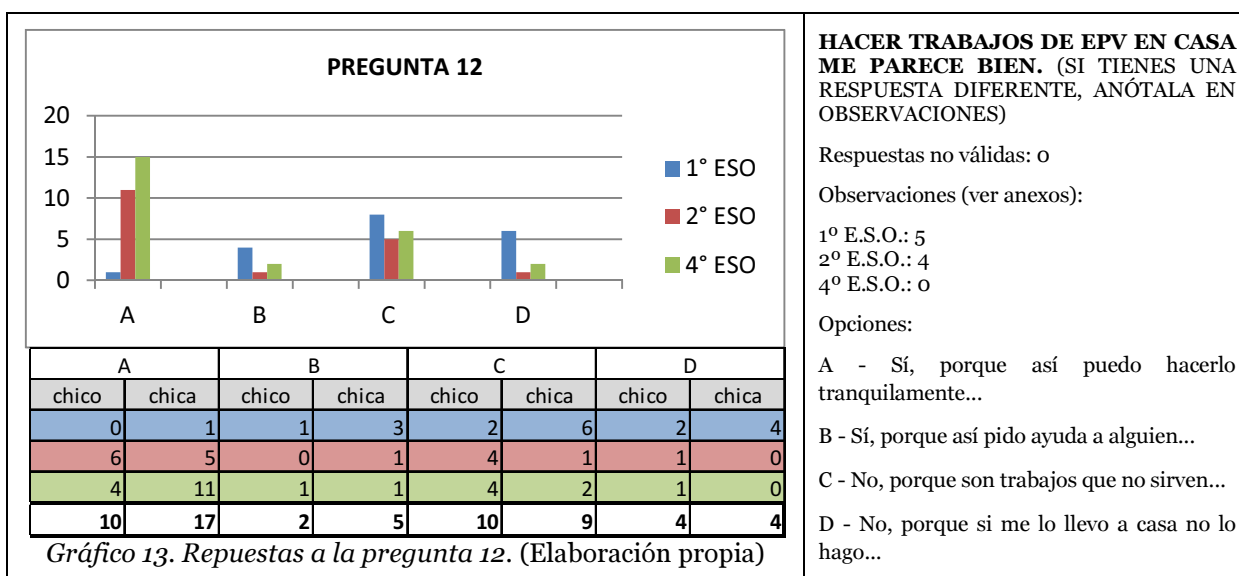 PREGUNTA 12
20
15
10
5
0
A B C D
1° ESO
2° ESO
4° ESO
A B C D
chico chica chico chica chico chica chico chica
0 1 1 3 2 6 2 4
6 5 0 1 4 1 1 0
4 11 1 1 4 2 1 0
10 17 2 5 10 9 4 4
Gráfico 13. Repuestas a la pregunta 12. (Elaboración propia)
HACER TRABAJOS DE EPV EN CASA
ME PARECE BIEN. (SI TIENES UNA
RESPUESTA DIFERENTE, ANÓTALA EN
OBSERVACIONES)
Respuestas no válidas: 0
Observaciones (ver anexos):
1º E.S.O.: 5
2º E.S.O.: 4
4º E.S.O.: 0
Opciones:
A - Sí, porque así puedo hacerlo
tranquilamente...
B - Sí, porque así pido ayuda a alguien...
C - No, porque son trabajos que no sirven...
D - No, porque si me lo llevo a casa no lo
hago...